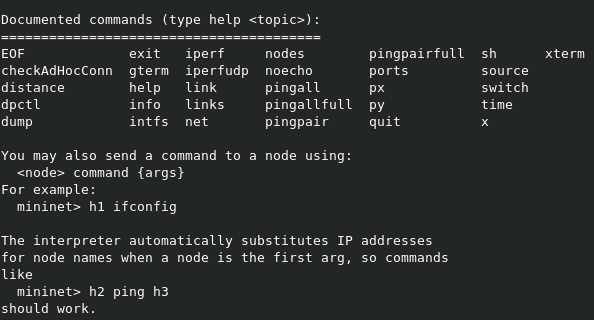 Documented commands (type help <topic>):
========================================
EOF             exit   iperf     nodes        pingpairfull  sh      xterm
checkAdHocConn  gterm  iperfudp  noecho       ports         source
distance        help   link      pingall      px            switch
dpctl           info   links     pingallfull  py            time
dump            intfs  net       pingpair     quit          x
You may also send a command to a node using:
  <node> command {args}
For example:
  mininet> h1 ifconfig
The interpreter automatically substitutes IP addresses
for node names when a node is the first arg, so commands
like
  mininet> h2 ping h3
should work.